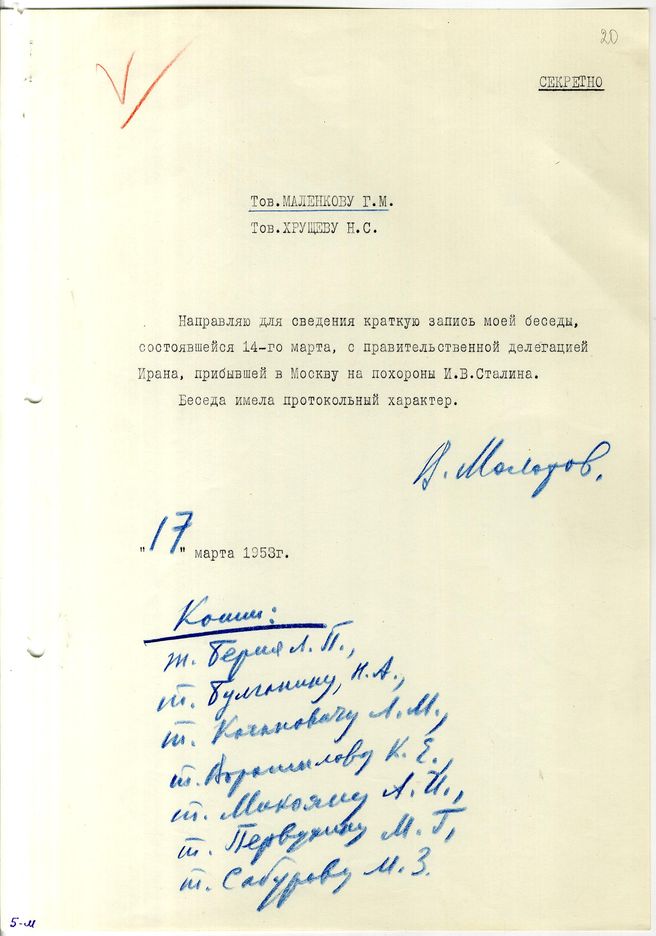 20
СЕКРЕТНО
Тов.МАЛЕНКОВУ Г.М.
Тов.ХРУЩЕВУ Н.С.
Направляю для сведения краткую запись моей беседы,
состоявшейся 14-го марта, с правительственной делегацией
Ирана, прибывшей в Москву на похороны И.В.Сталина.
Беседа имела протокольный характер.
В. Молотов.
"17" марта 1953г.
Копии:
т. Берия Л. П.,
т. Булганину, Н. А.,
т. Кагановичу Л. М.,
т. Ворошилову К. Е.,
т. Микояну А. И.,
т. Первухину М. Г,
т. Сабурову М. З.
5-м